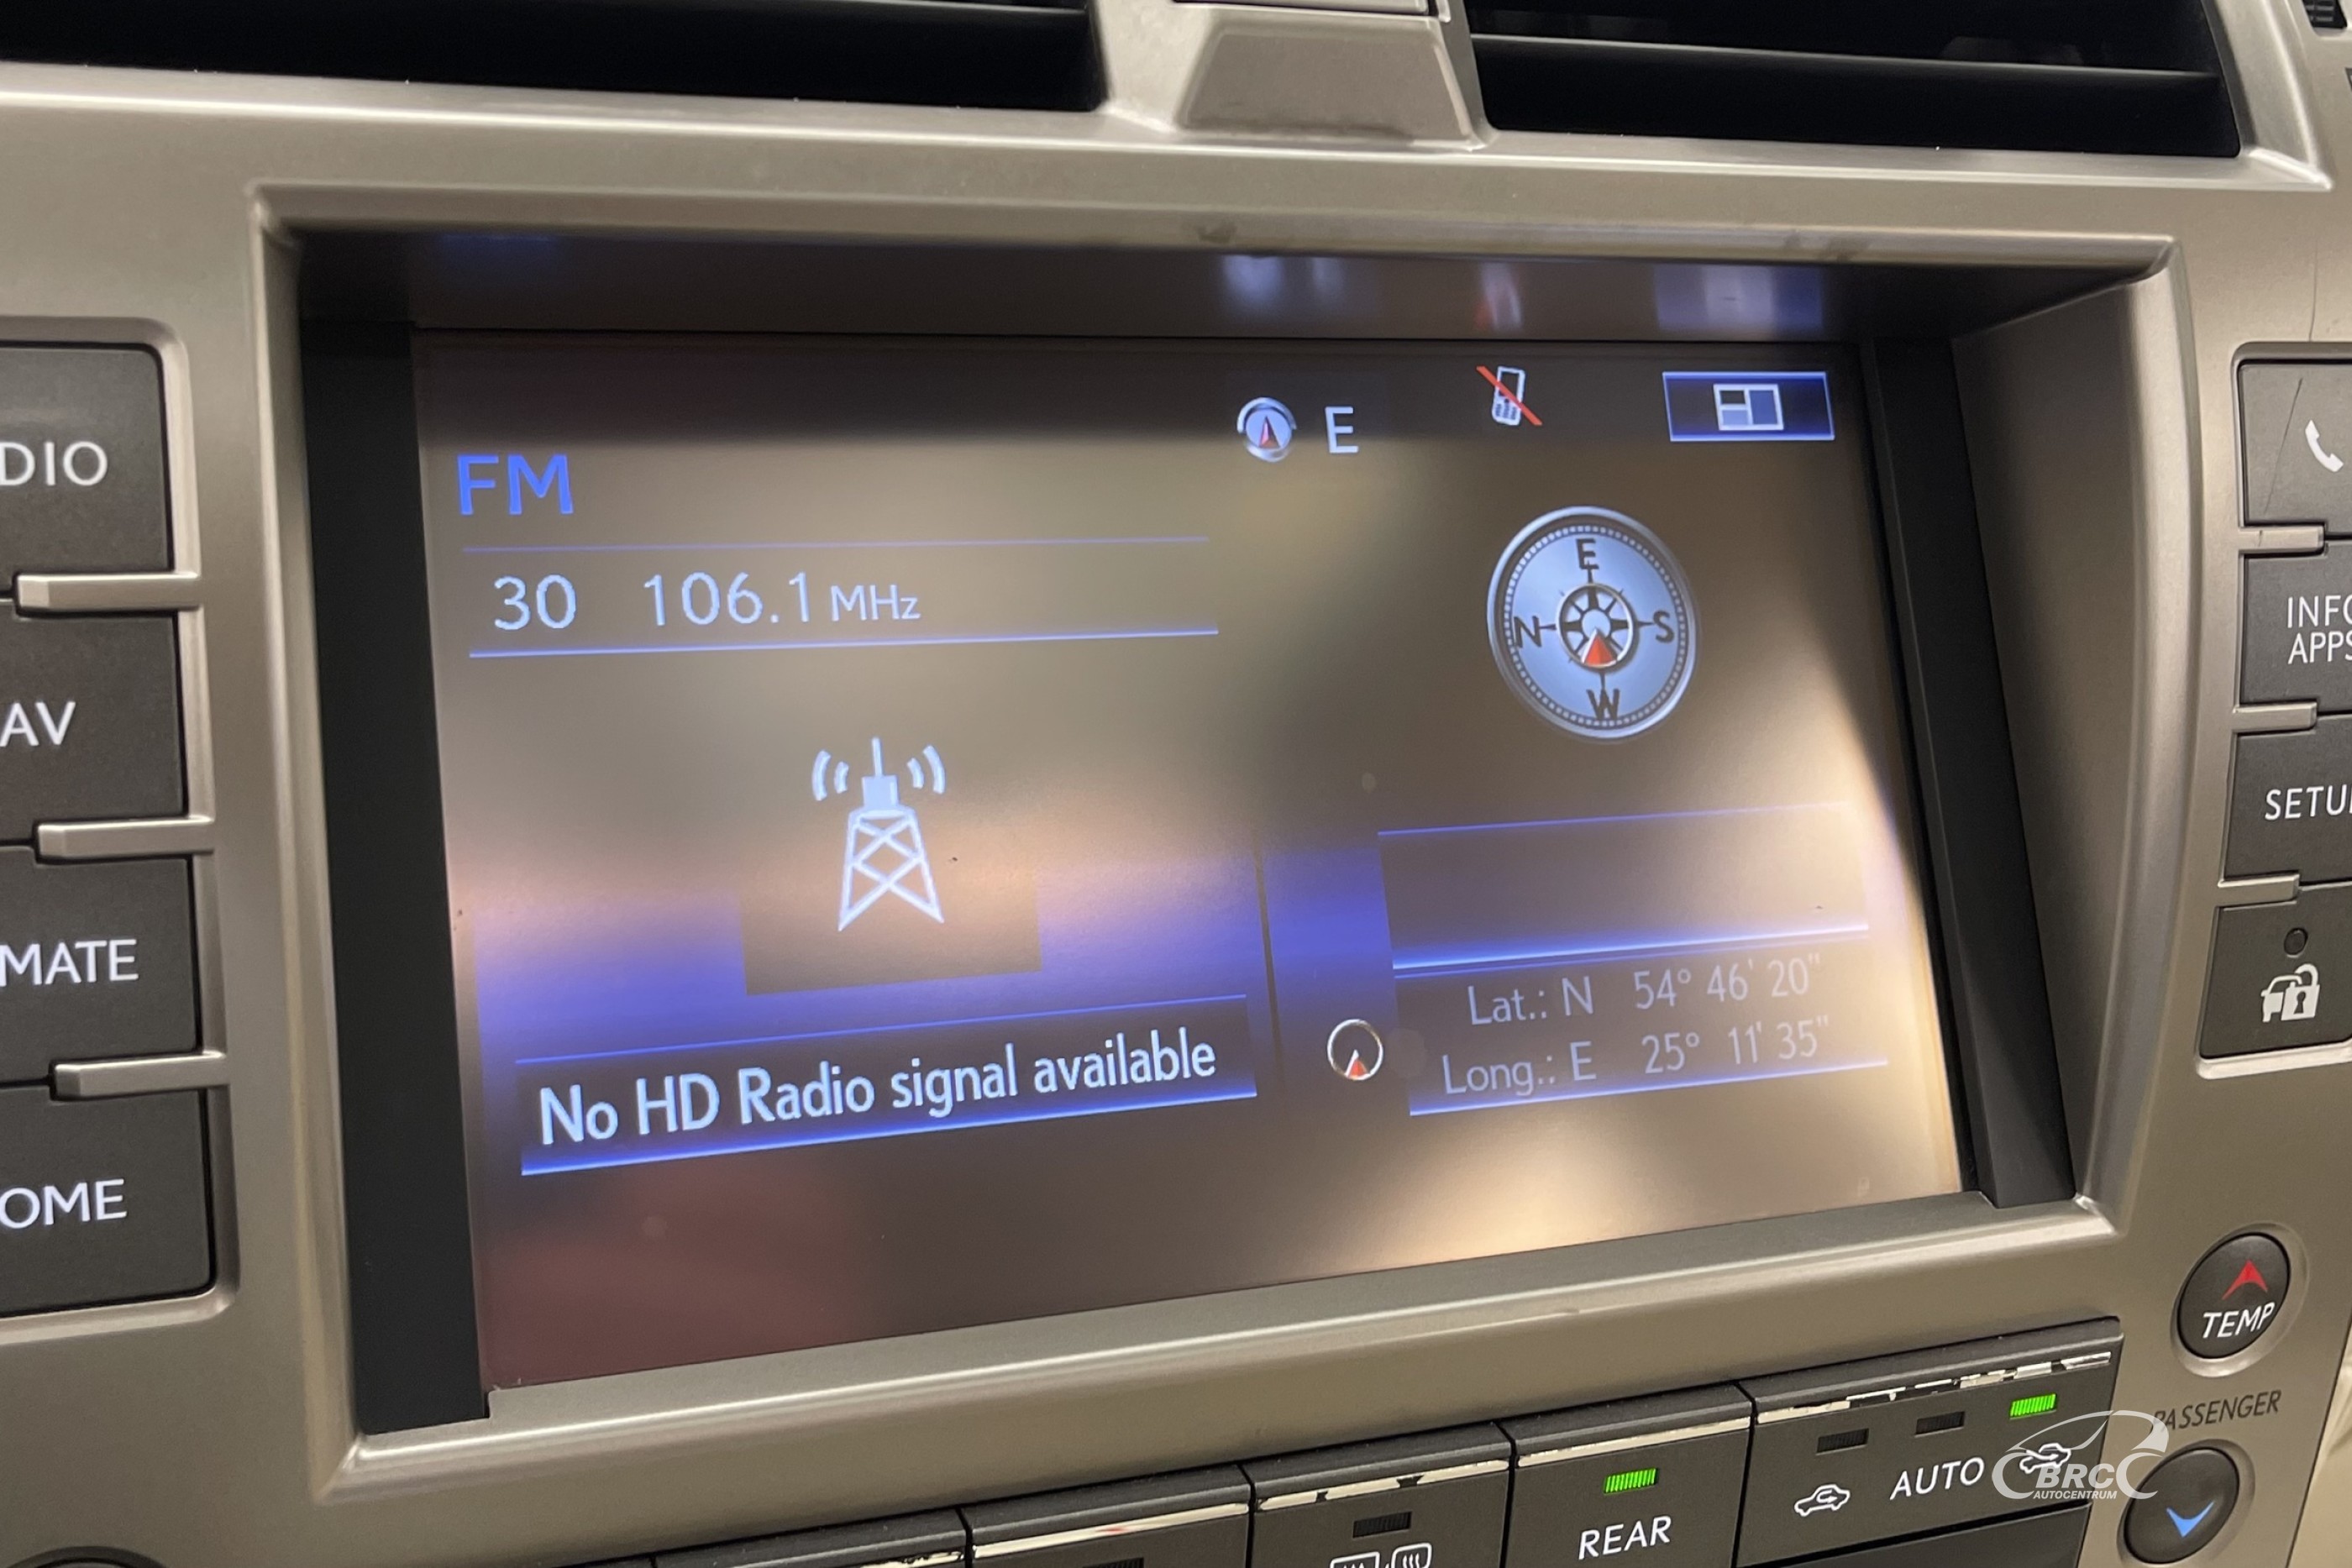 E
FM
30 106.1 MHz
E
N S
W
No HD Radio signal available
Lat.: N 54° 46' 20"
Long.: E 25° 11' 35"
DIO
AV
MATE
OME
INFO
APPS
SETU
TEMP
PASSENGER
AUTO
REAR
BRC
AUTOCENTRUM